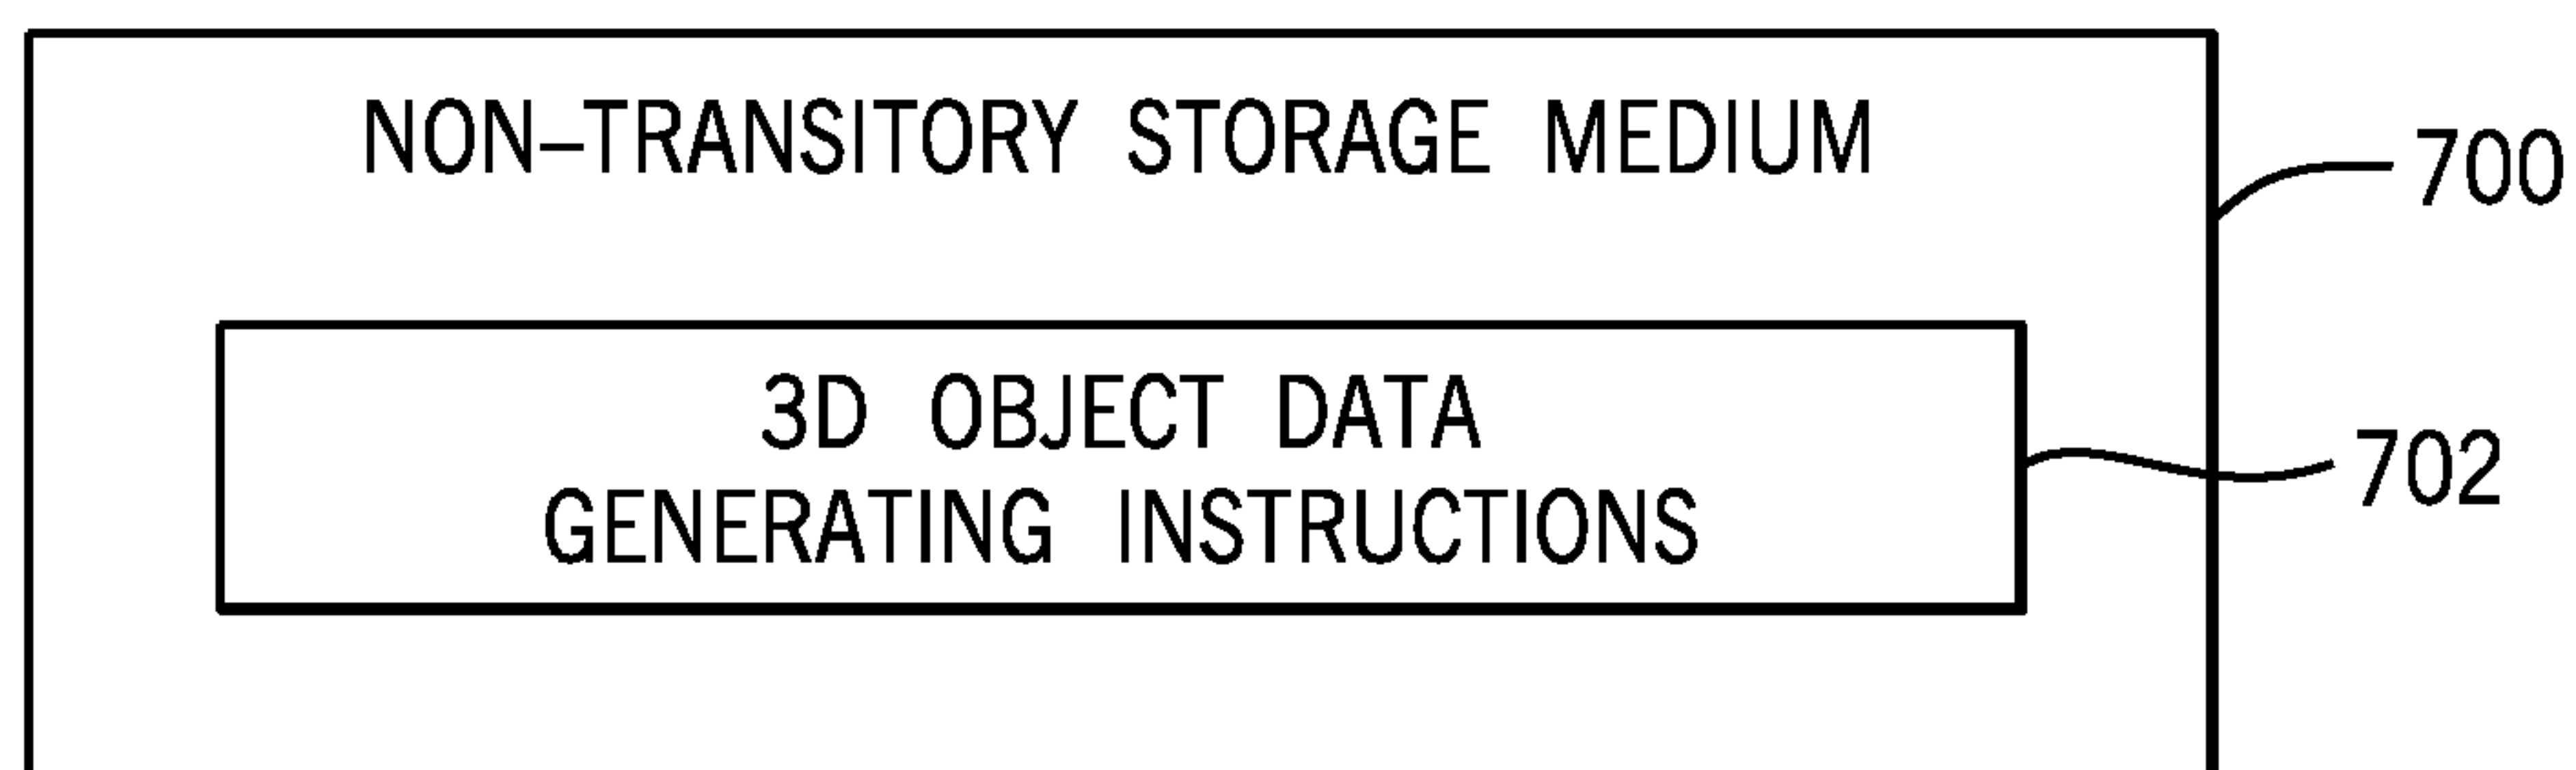 NON–TRANSITORY STORAGE MEDIUM
700
3D OBJECT DATA
GENERATING INSTRUCTIONS
702